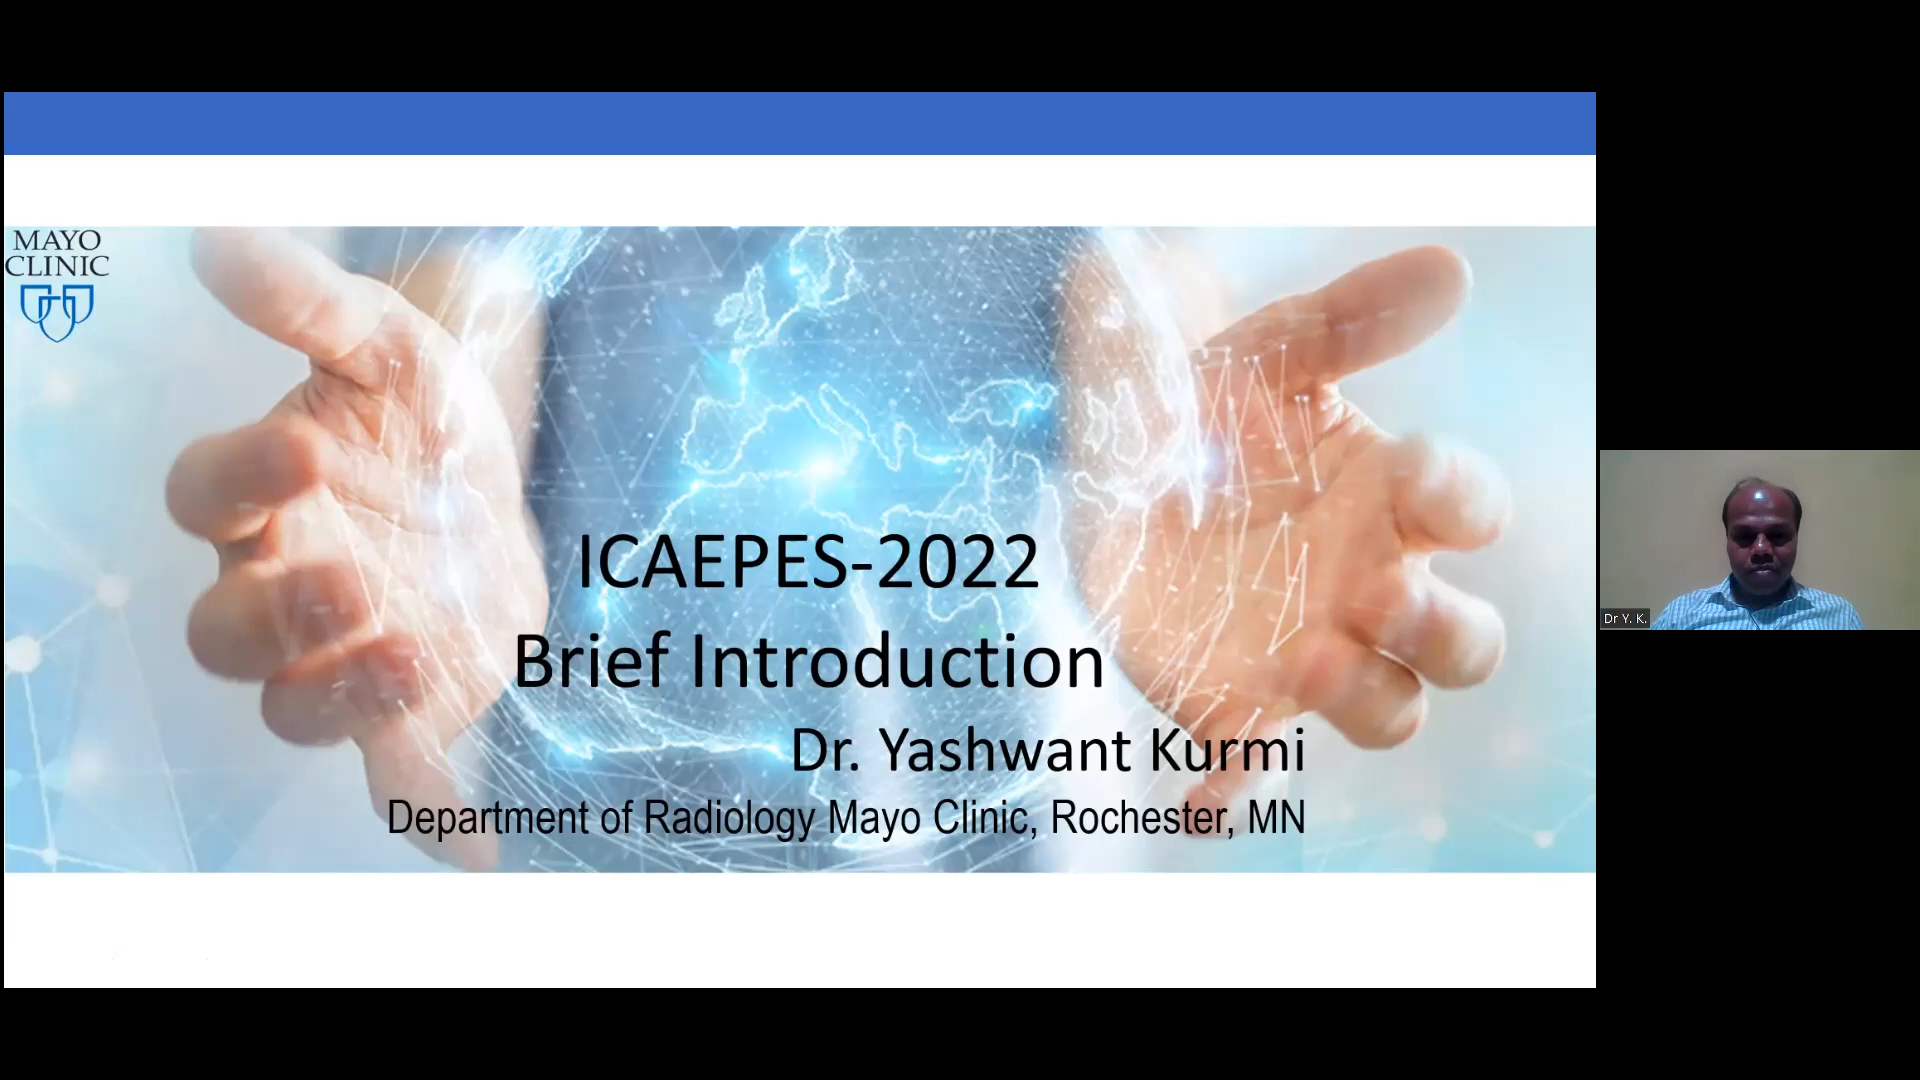 MAYO
CLINIC
ICAEPES-2022
Brief Introduction
Dr. Yashwant Kurmi
Department of Radiology Mayo Clinic, Rochester, MN
Dr Y. K.